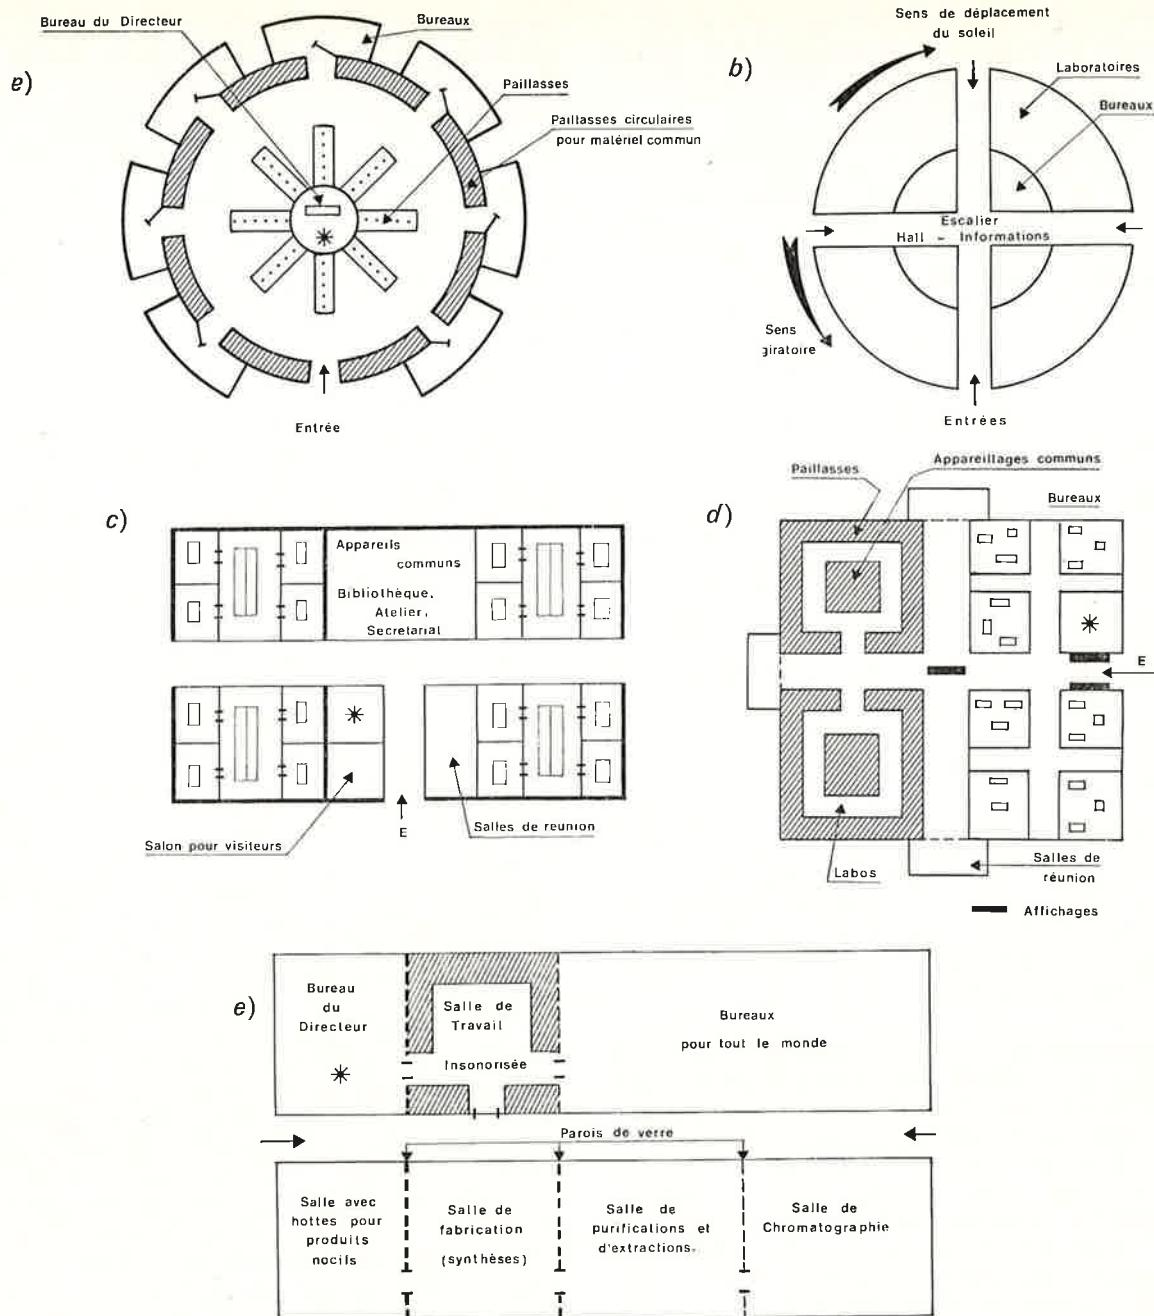 Bureau du Directeur
Bureaux
e)
Paillasses
Paillasses circulaires
pour matériel commun
Entrée
Sens de déplacement
du soleil
b)
Laboratoires
Bureaux
Escalier
Hall - Informations
Sens
giratoire
Entrées
c)
Appareils
communs
Bibliothèque,
Atelier,
Secretarial
Salon pour visiteurs
E
Salles de reunion
Appareillages communs
Paillasses
Bureaux
d)
E
Labos
Salles de
réunion
Affichages
e)
Bureau
du
Directeur
Salle de
Travail
Insonorisée
Bureaux
pour tout le monde
Parois de verre
Salle avec
hottes pour
produits
nocifs
Salle de
fabrication
(synthèses)
Salle de
purifications et
d'extractions.
Salle de
Chromatographie